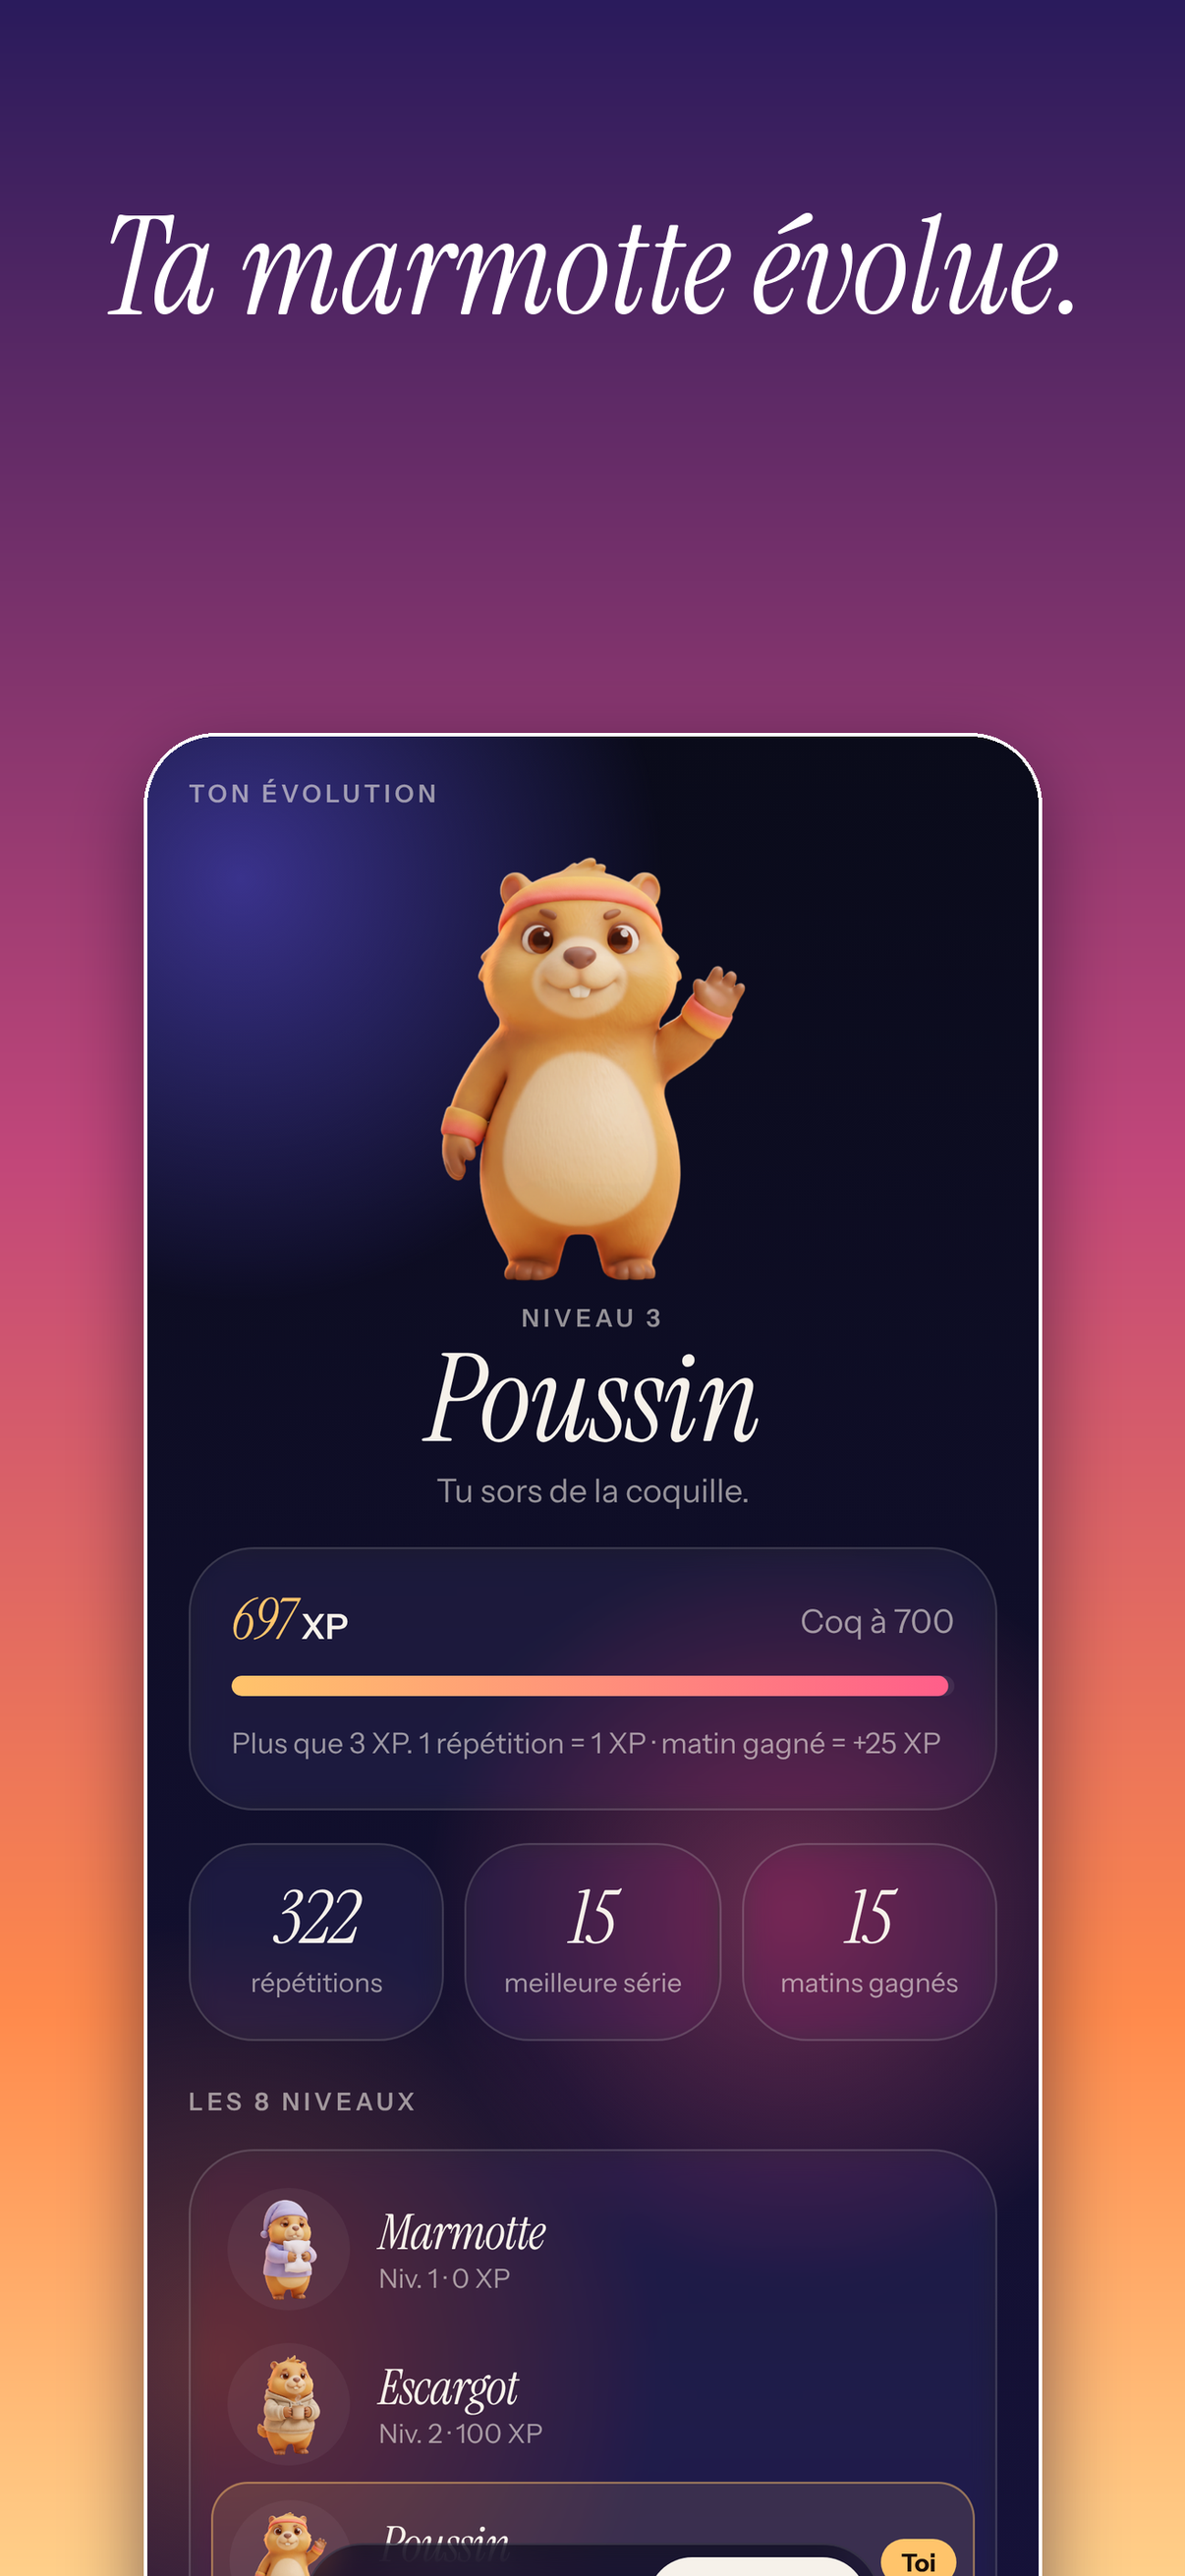 Ta marmotte évolue.
TON ÉVOLUTION
NIVEAU 3
Poussin
Tu sors de la coquille.
697 XP
Coq à 700
Plus que 3 XP. 1 répétition = 1 XP · matin gagné = +25 XP
322
répétitions
15
meilleure série
15
matins gagnés
LES 8 NIVEAUX
Marmotte
Niv. 1 · 0 XP
Escargot
Niv. 2 · 100 XP
Poussin
Toi